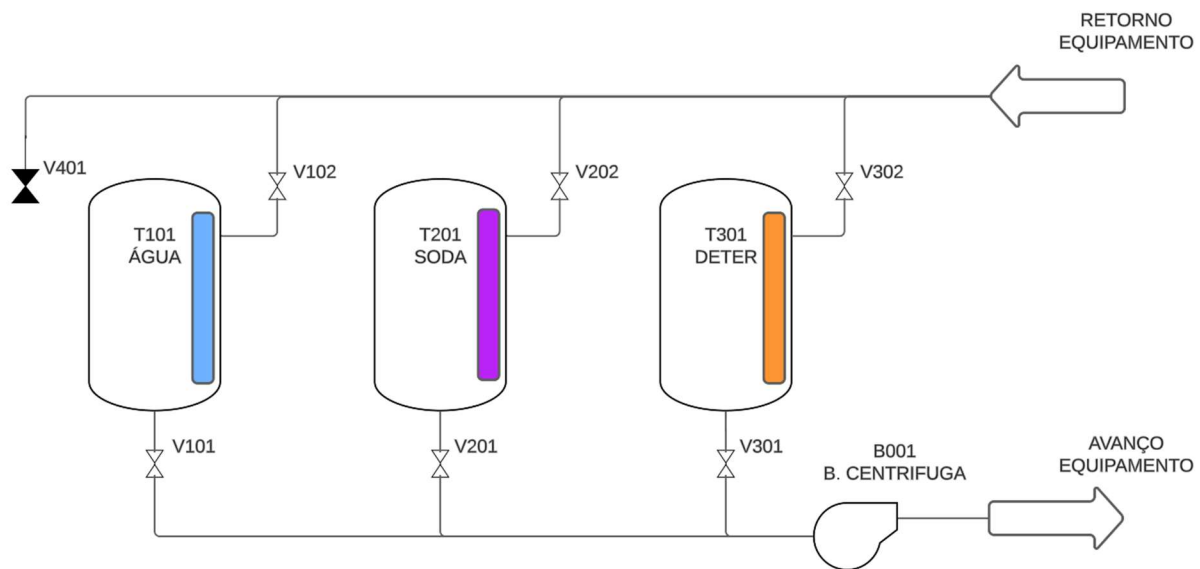 RETORNO
EQUIPAMENTO
V401
V102
V202
V302
T101
ÁGUA
T201
SODA
T301
DETER
V101
V201
V301
B001
B. CENTRIFUGA
AVANÇO
EQUIPAMENTO